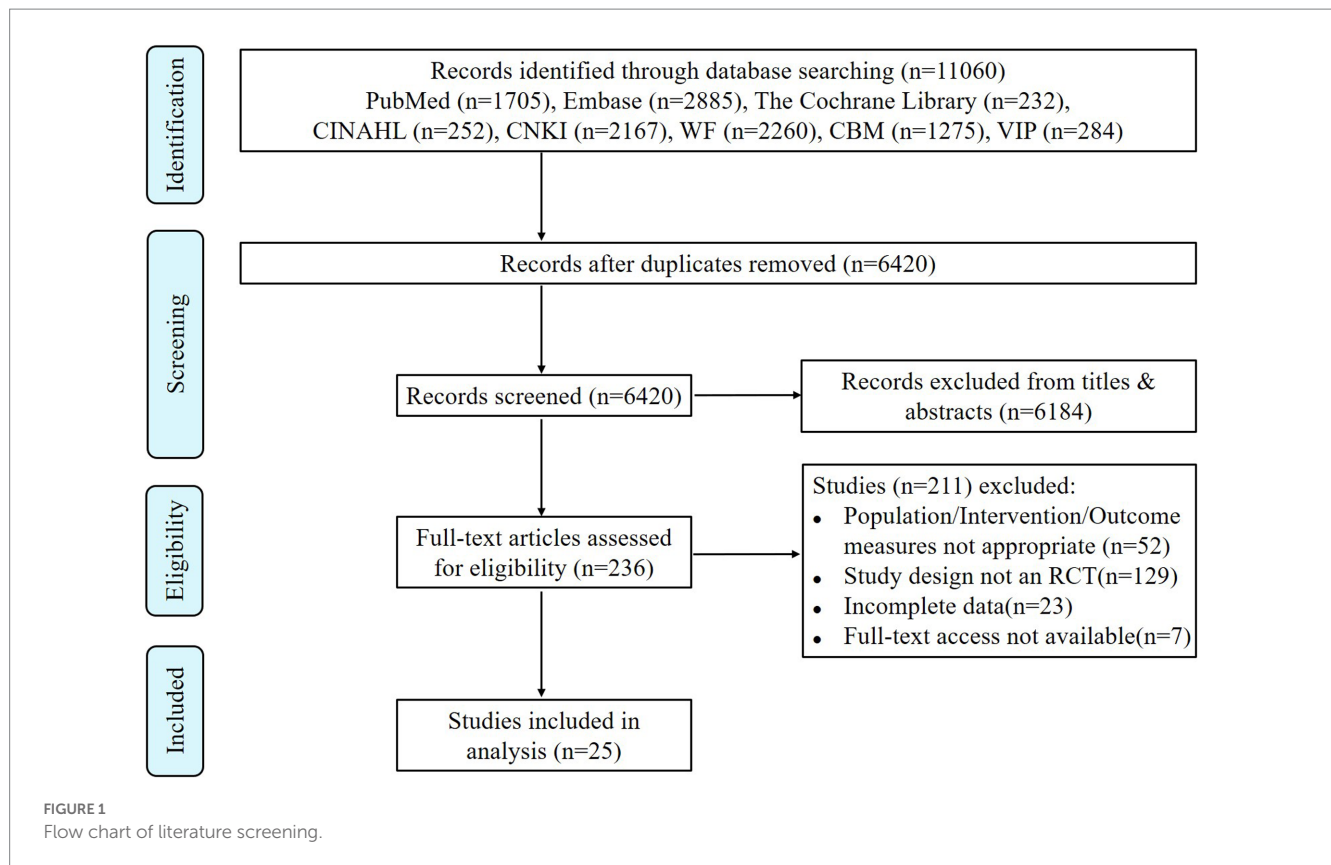 Identification
Records identified through database searching (n=11060)
PubMed (n=1705), Embase (n=2885), The Cochrane Library (n=232),
CINAHL (n=252), CNKI (n=2167), WF (n=2260), CBM (n=1275), VIP (n=284)
Screening
Records after duplicates removed (n=6420)
Records screened (n=6420)
Records excluded from titles &
abstracts (n=6184)
Eligibility
Full-text articles assessed
for eligibility (n=236)
Studies (n=211) excluded:
• Population/Intervention/Outcome
measures not appropriate (n=52)
• Study design not an RCT(n=129)
• Incomplete data(n=23)
• Full-text access not available(n=7)
Included
Studies included in
analysis (n=25)
FIGURE 1
Flow chart of literature screening.